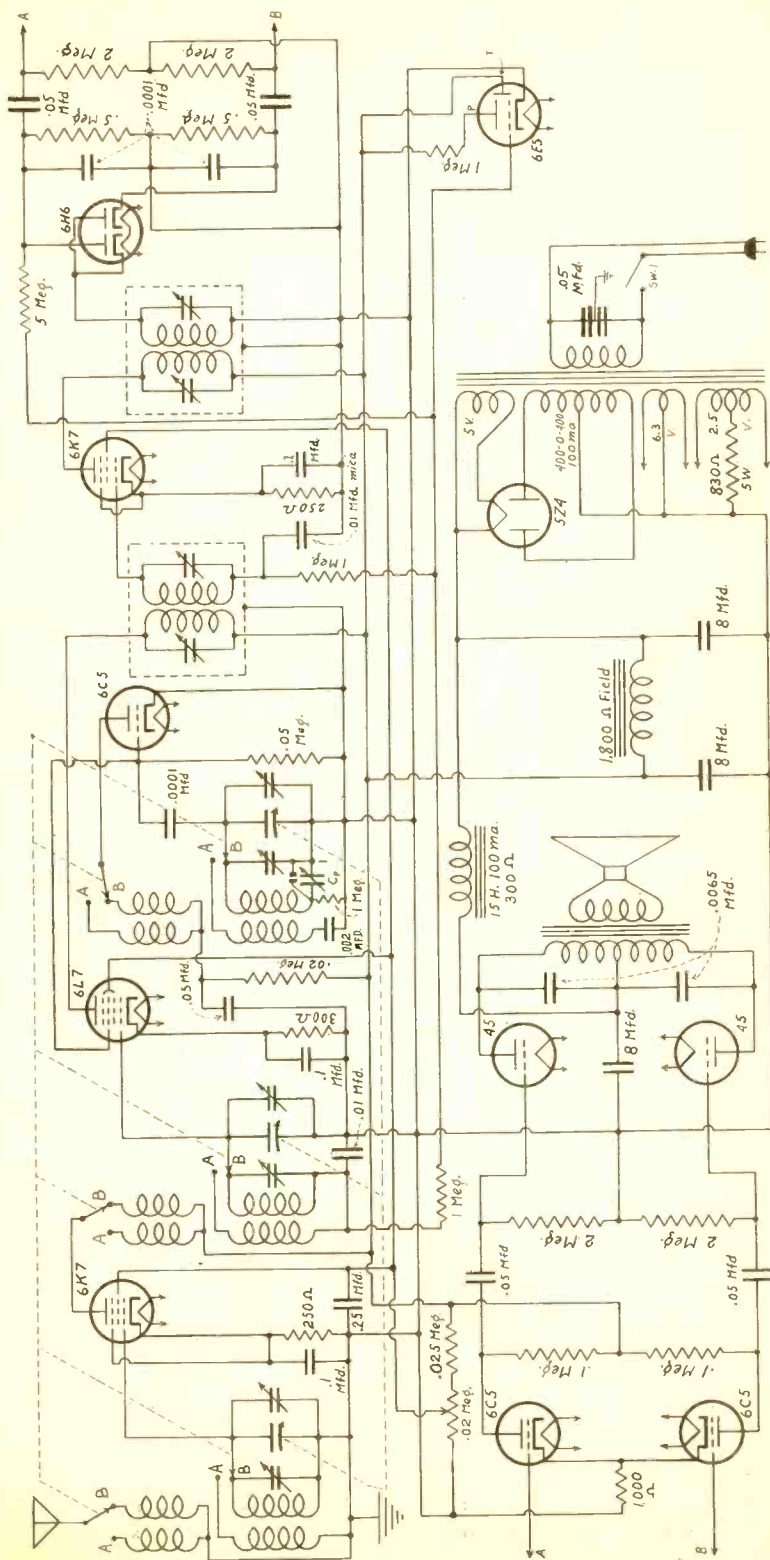 A
B
A
B
6K7
250Ω
.1
Mfd.
.25
Mfd.
A
B
A
B
6L7
300Ω
.1
Mfd.
.01 Mfd.
.05 Mfd.
.02 Meg.
A
B
A
B
6C5
.0001
Mfd
.05
Meg.
Cp
1 Meg.
.002
MFD.
1 Meg.
6K7
250Ω
.1
Mfd.
.01 Mfd mica
5 Meg.
6H6
.5 Meg.
.5 Meg.
.0001
Mfd
.05
Mfd
.05 Mfd.
2 Meg.
2 Meg.
A
B
1 Meg.
P
T
6E5
.025 Meg.
.02 Meg.
A
B
6C5
6C5
1,000
Ω
.1 Meg.
.1 Meg.
.05 Mfd
.05 Mfd
2 Meg.
2 Meg.
45
45
8 Mfd.
.0065
Mfd.
15 H. 100 ma.
300 Ω
1,800 Ω Field
8 Mfd.
8 Mfd.
5Z4
5 V.
400-0-400
100 ma
6.3
V.
2.5
V.
830 Ω
5 W
.05
Mfd.
SW.1